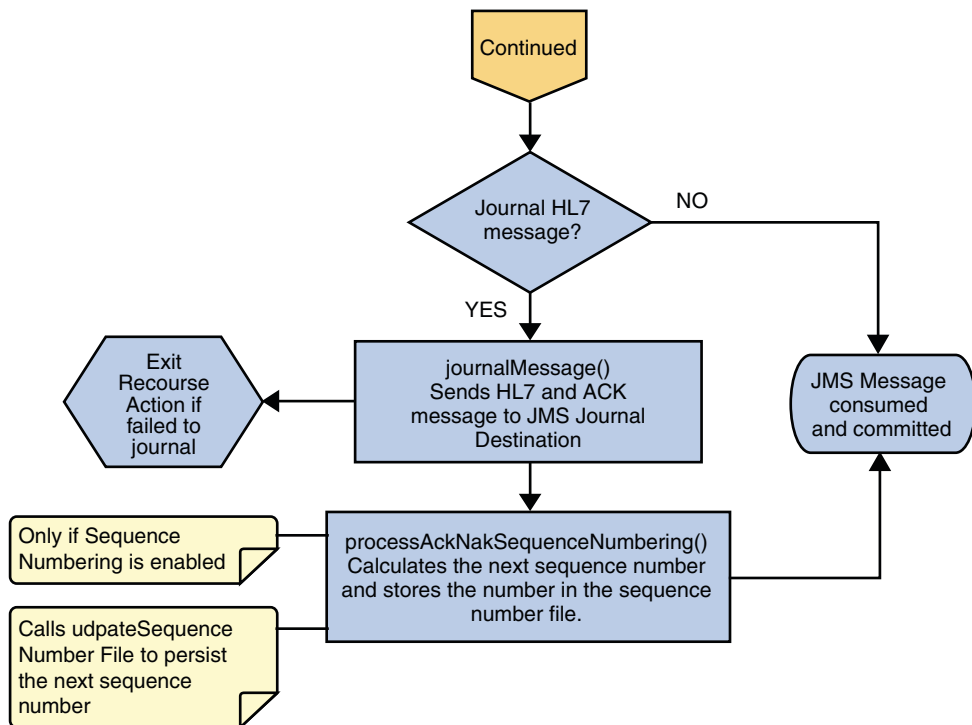 Continued
Journal HL7
message?
NO
YES
Exit
Recourse
Action if
failed to
journal
journalMessage()
Sends HL7 and ACK
message to JMS Journal
Destination
JMS Message
consumed
and committed
Only if Sequence
Numbering is enabled
processAckNakSequenceNumbering()
Calculates the next sequence number
and stores the number in the sequence
number file.
Calls udpateSequence
Number File to persist
the next sequence
number